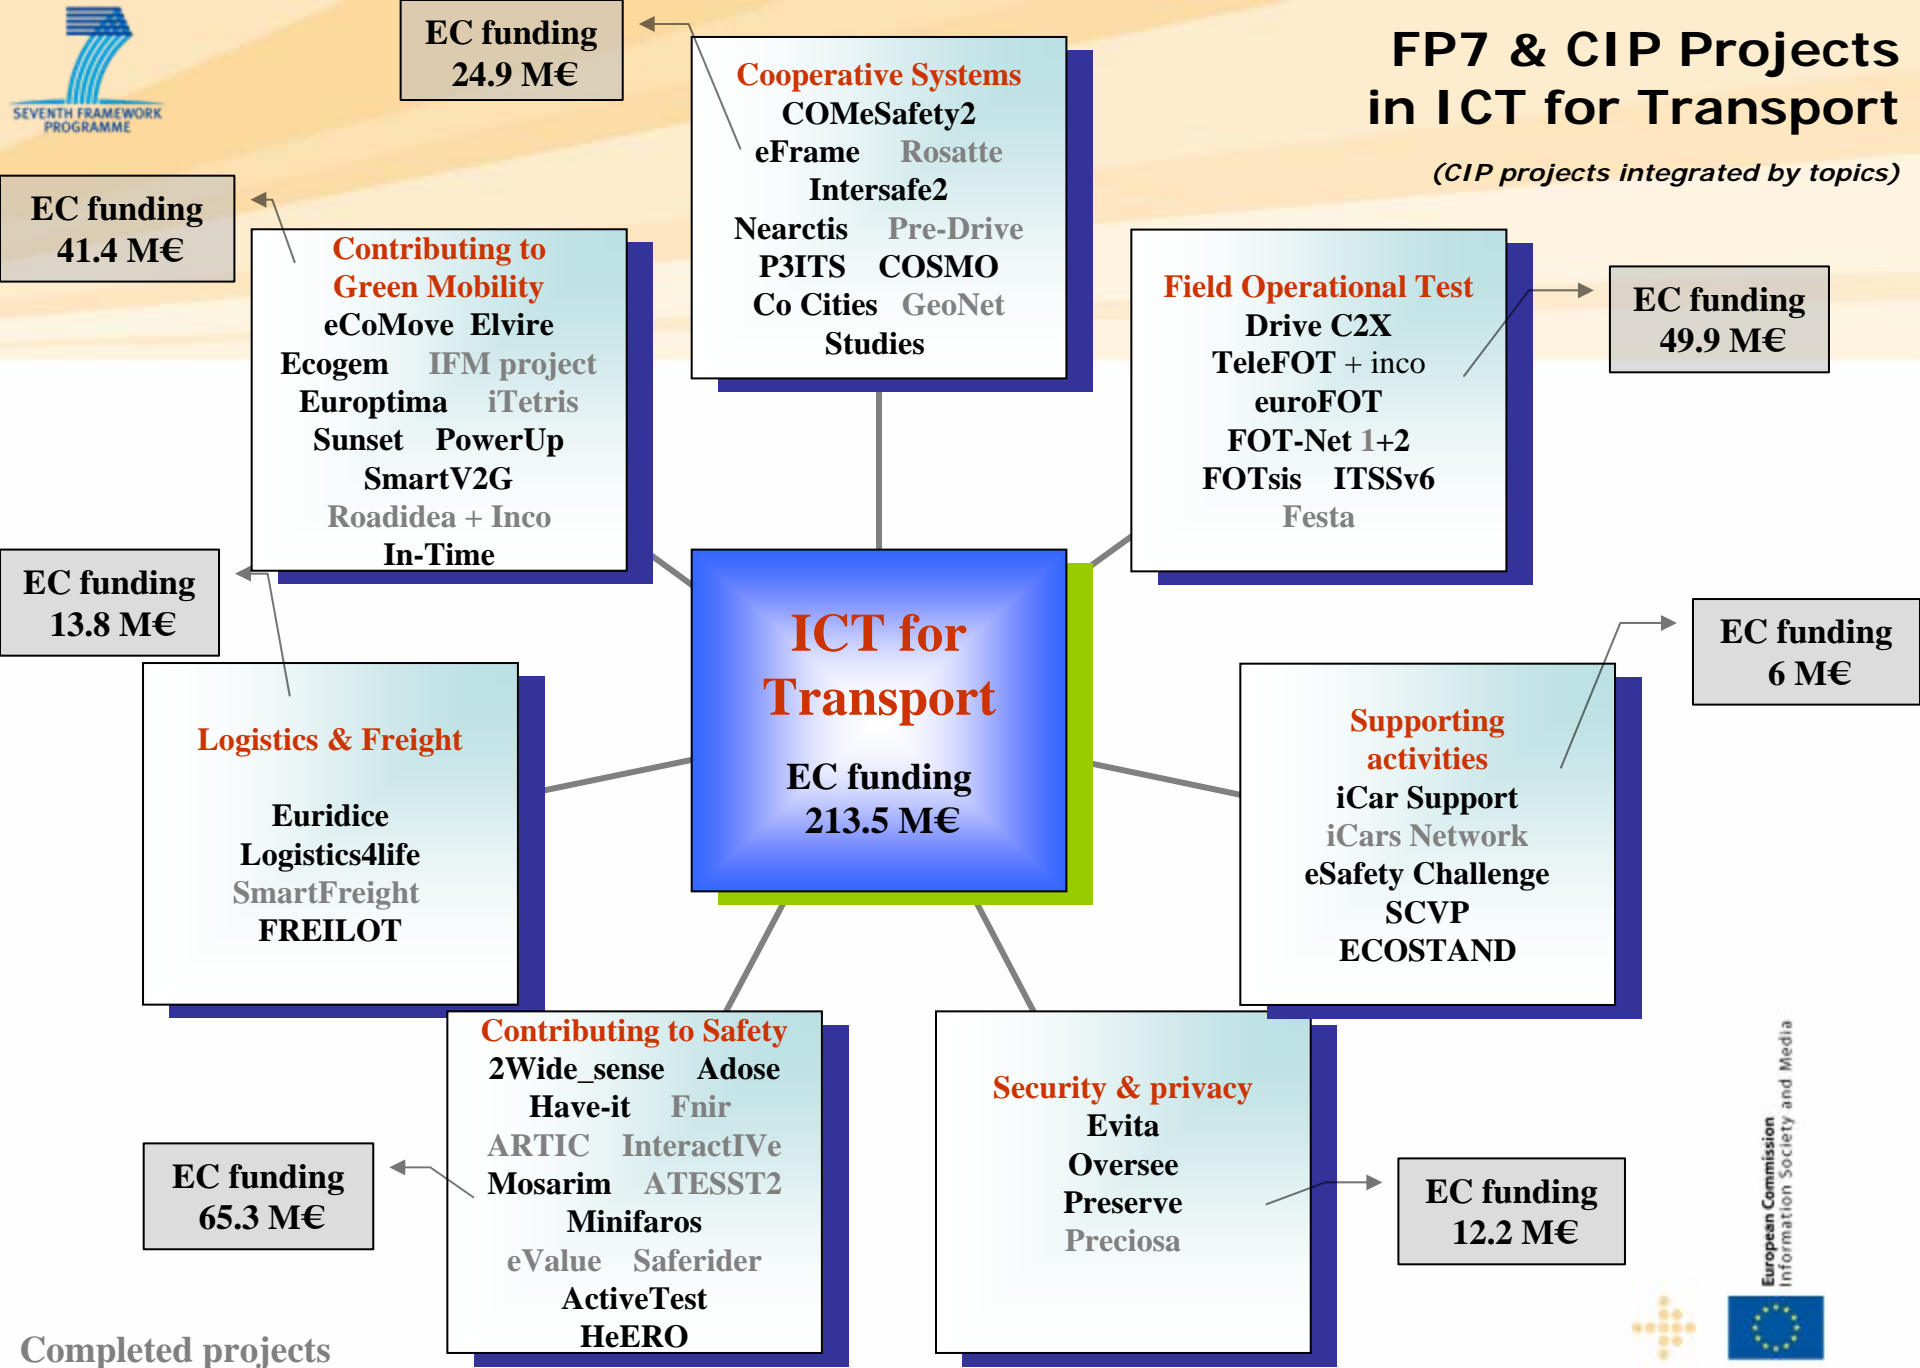 SEVENTH FRAMEWORK
PROGRAMME
FP7 & CIP Projects
in ICT for Transport
(CIP projects integrated by topics)
EC funding
24.9 M€
Cooperative Systems
COMeSafety2
eFrame Rosatte
Intersafe2
Nearctis Pre-Drive
P3ITS COSMO
Co Cities GeoNet
Studies
EC funding
41.4 M€
Contributing to
Green Mobility
eCoMove Elvire
Ecogem IFM project
Europtima iTetris
Sunset PowerUp
SmartV2G
Roadidea + Inco
In-Time
Field Operational Test
Drive C2X
TeleFOT + inco
euroFOT
FOT-Net 1+2
FOTsis ITSSv6
Festa
EC funding
49.9 M€
EC funding
13.8 M€
Logistics & Freight
Euridice
Logistics4life
SmartFreight
FREILOT
ICT for
Transport
EC funding
213.5 M€
EC funding
6 M€
Supporting
activities
iCar Support
iCars Network
eSafety Challenge
SCVP
ECOSTAND
Contributing to Safety
2Wide_sense Adose
Have-it Fnir
ARTIC InteractIVe
Mosarim ATESST2
Minifaros
eValue Saferider
ActiveTest
HeERO
EC funding
65.3 M€
Security & privacy
Evita
Oversee
Preserve
Preciosa
EC funding
12.2 M€
Completed projects
European Commission
Information Society and Media